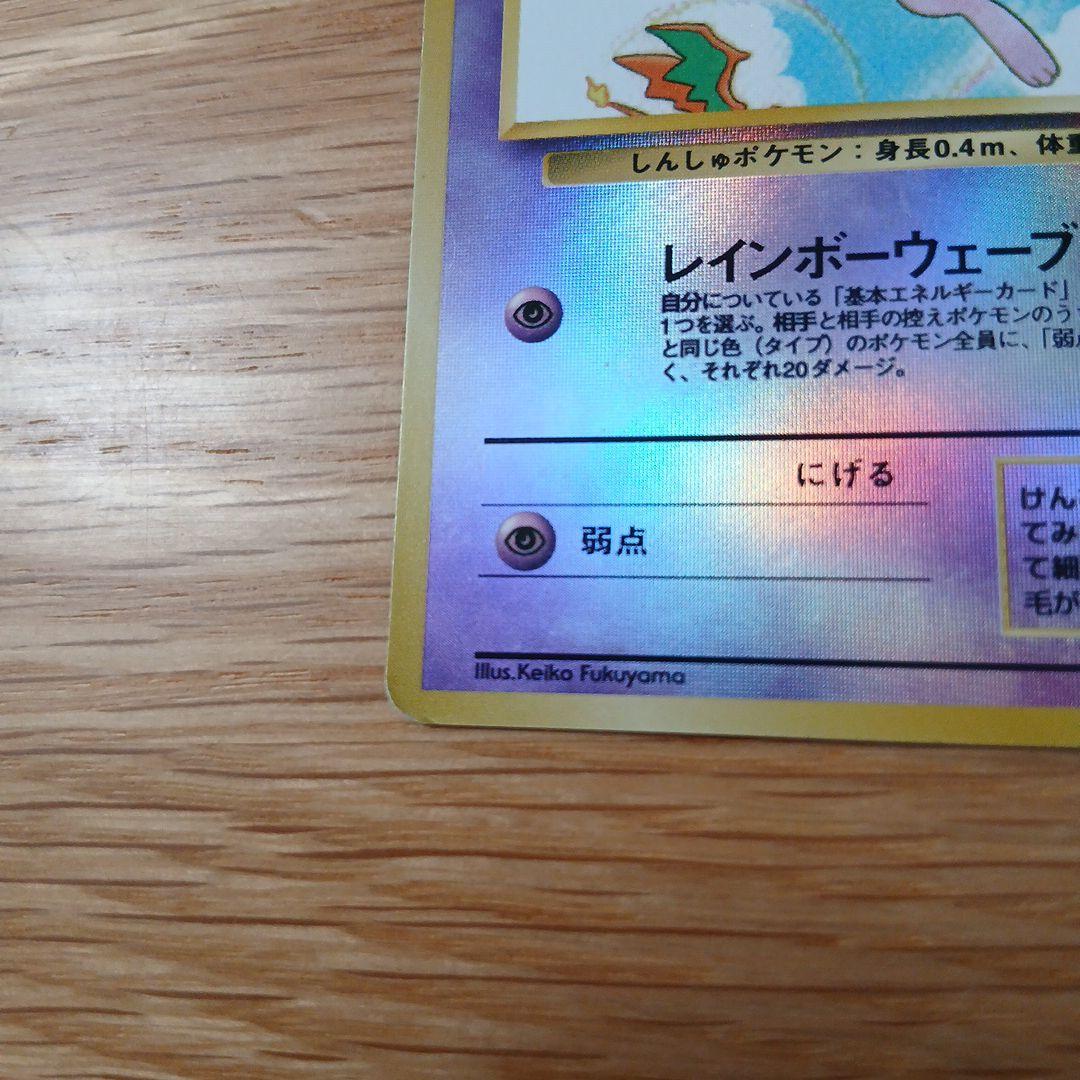 しんしゅポケモン：身長0.4m、体重
レインボーウェーブ
自分についている「基本エネルギーカード」
1つを選ぶ。相手と相手の控えポケモンのう
と同じ色（タイプ）のポケモン全員に、「弱点
く、それぞれ20ダメージ。
にげる
弱点
けん
てみ
て細
毛が
Illus.Keiko Fukuyama